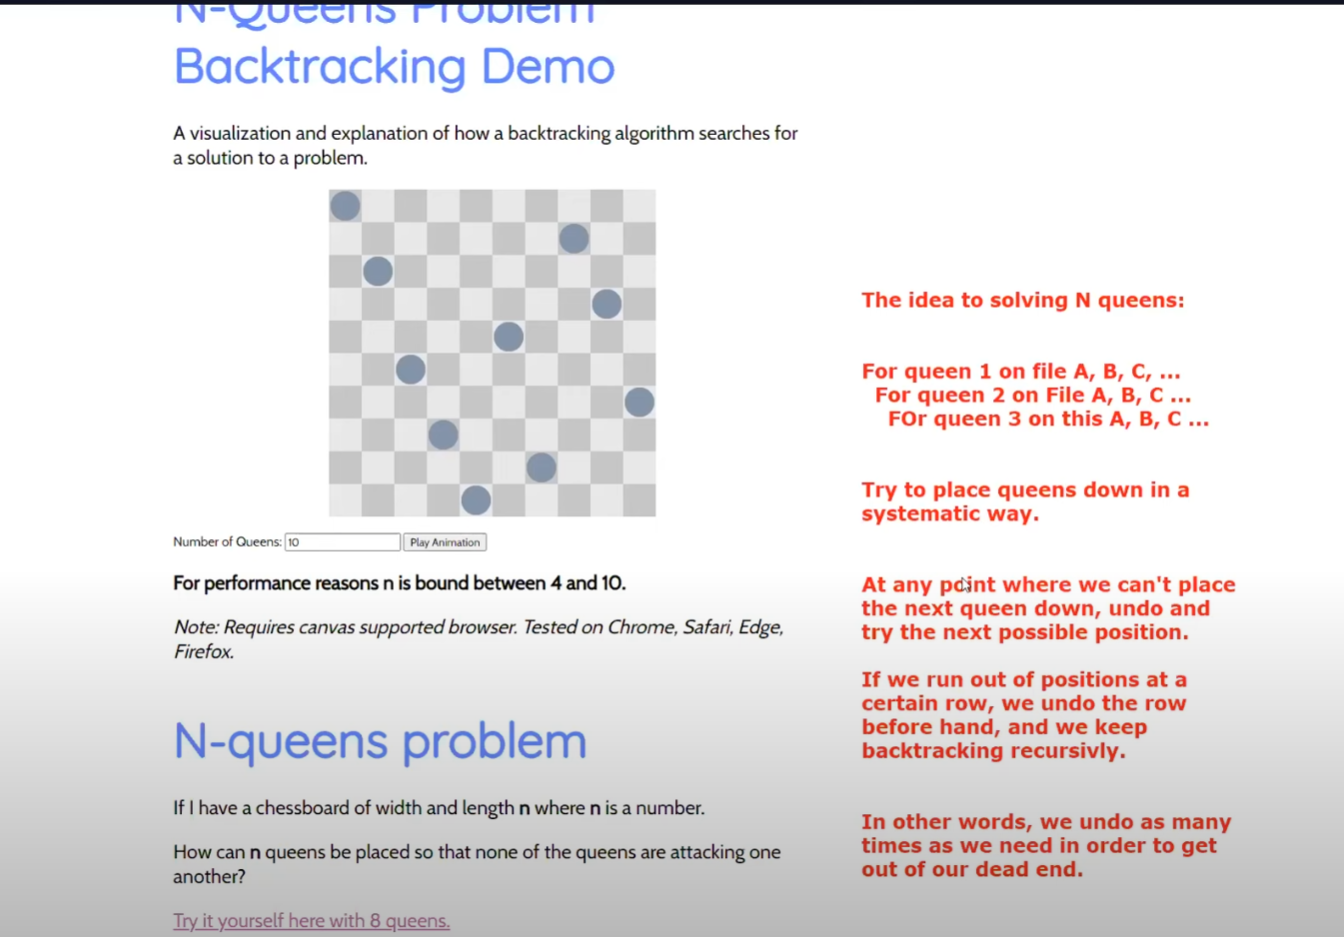 N-Queens Problem
Backtracking Demo
A visualization and explanation of how a backtracking algorithm searches for
a solution to a problem.
Number of Queens: 10 Play Animation
For performance reasons n is bound between 4 and 10.
Note: Requires canvas supported browser. Tested on Chrome, Safari, Edge,
Firefox.
N-queens problem
If I have a chessboard of width and length n where n is a number.
How can n queens be placed so that none of the queens are attacking one
another?
Try it yourself here with 8 queens.
The idea to solving N queens:
For queen 1 on file A, B, C, ...
For queen 2 on File A, B, C ...
FOr queen 3 on this A, B, C ...
Try to place queens down in a
systematic way.
At any point where we can't place
the next queen down, undo and
try the next possible position.
If we run out of positions at a
certain row, we undo the row
before hand, and we keep
backtracking recursivly.
In other words, we undo as many
times as we need in order to get
out of our dead end.